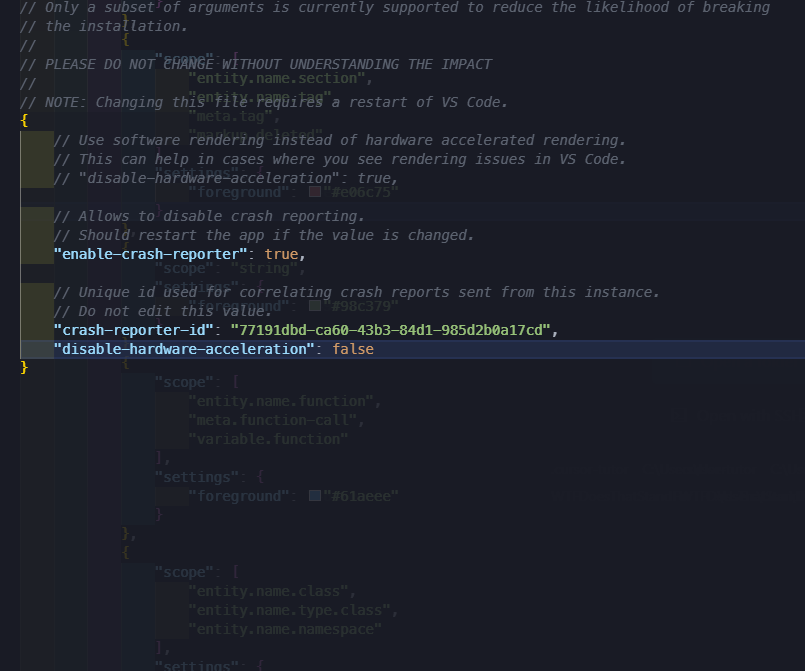 // Only a subset of arguments is currently supported to reduce the likelihood of breaking
// the installation.
//
// PLEASE DO NOT CHANGE WITHOUT UNDERSTANDING THE IMPACT
//
// NOTE: Changing this file requires a restart of VS Code.
{
// Use software rendering instead of hardware accelerated rendering.
// This can help in cases where you see rendering issues in VS Code.
// "disable-hardware-acceleration": true,
// Allows to disable crash reporting.
// Should restart the app if the value is changed.
"enable-crash-reporter": true,
// Unique id used for correlating crash reports sent from this instance.
// Do not edit this value.
"crash-reporter-id": "77191dbd-ca60-43b3-84d1-985d2b0a17cd",
"disable-hardware-acceleration": false
}
}
{
"scope": [
"entity.name.section",
"entity.name.tag",
"meta.tag",
"markup.deleted"
"settings": {
"foreground": "#e06c75"
}
},
"scope": "string",
"settings": {
"foreground": "#98c379"
{
"scope": [
"entity.name.function",
"meta.function-call",
"variable.function"
],
"settings": {
"foreground": "#61aeee"
}
},
{
"scope": [
"entity.name.class",
"entity.name.type.class",
"entity.name.namespace"
],
"settings": {